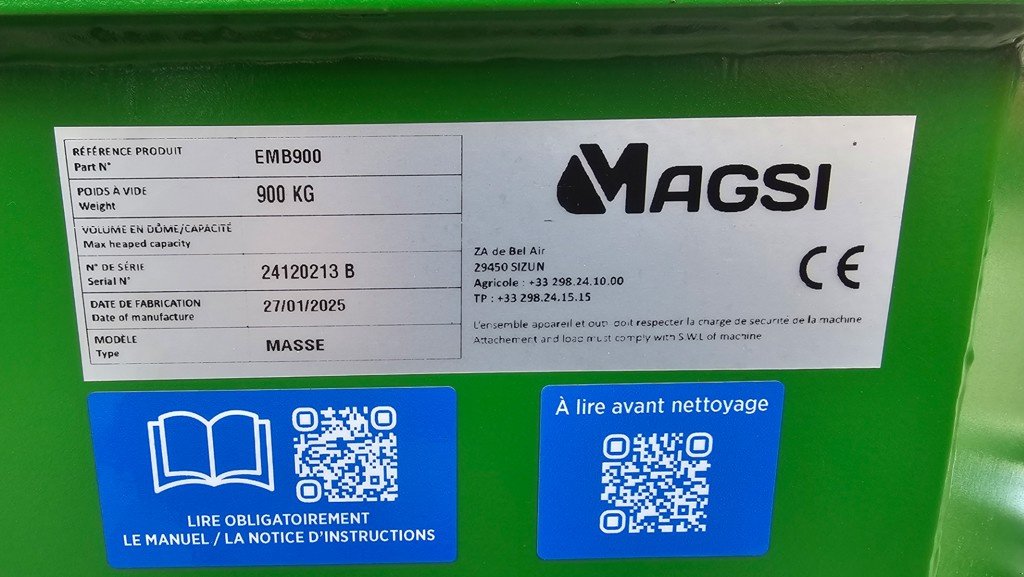 RÉFÉRENCE PRODUIT
Part N°
EMB900
POIDS À VIDE
Weight
900 KG
VOLUME EN DÔME/CAPACITÉ
Max heaped capacity
N° DE SÉRIE
Serial N°
24120213 B
DATE DE FABRICATION
Date of manufacture
27/01/2025
MODÈLE
Type
MASSE
MAGSI
ZA de Bel Air
29450 SIZUN
Agricole : +33 298.24.10.00
TP : +33 298.24.15.15
CE
L'ensemble appareil et outil doit respecter la charge de sécurité de la machine
Attachement and load must comply with S.W.L of machine
LIRE OBLIGATOIREMENT
LE MANUEL / LA NOTICE D'INSTRUCTIONS
À lire avant nettoyage